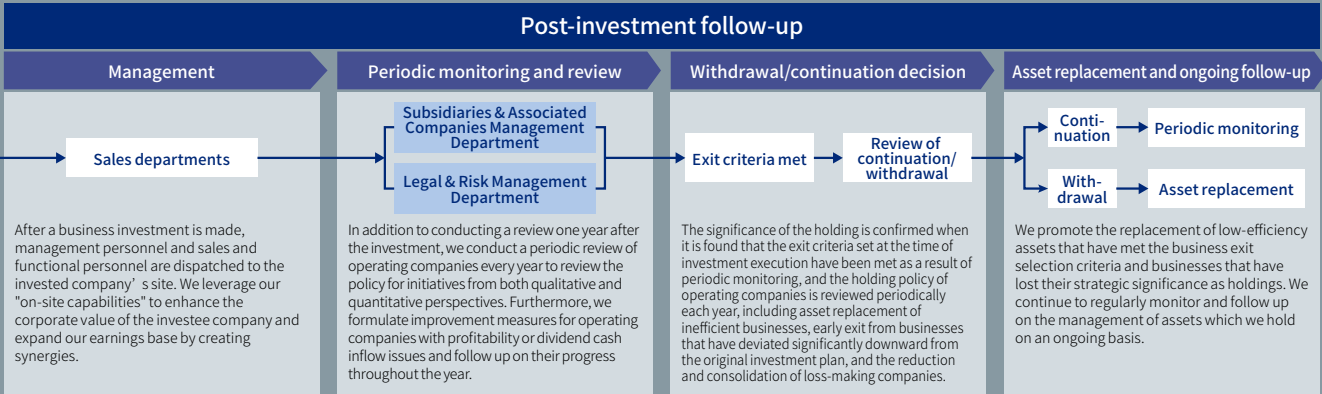 Post-investment follow-up
Management
Sales departments
After a business investment is made,
management personnel and sales and
functional personnel are dispatched to the
invested company’s site. We leverage our
"on-site capabilities" to enhance the
corporate value of the investee company and
expand our earnings base by creating
synergies.
Periodic monitoring and review
Subsidiaries & Associated
Companies Management
Department
Legal & Risk Management
Department
In addition to conducting a review one year after
the investment, we conduct a periodic review of
operating companies every year to review the
policy for initiatives from both qualitative and
quantitative perspectives. Furthermore, we
formulate improvement measures for operating
companies with profitability or dividend cash
inflow issues and follow up on their progress
throughout the year.
Withdrawal/continuation decision
Exit criteria met
Review of
continuation/
withdrawal
The significance of the holding is confirmed when
it is found that the exit criteria set at the time of
investment execution have been met as a result of
periodic monitoring, and the holding policy of
operating companies is reviewed periodically
each year, including asset replacement of
inefficient businesses, early exit from businesses
that have deviated significantly downward from
the original investment plan, and the reduction
and consolidation of loss-making companies.
Asset replacement and ongoing follow-up
Conti-
nuation
Periodic monitoring
With-
drawal
Asset replacement
We promote the replacement of low-efficiency
assets that have met the business exit
selection criteria and businesses that have
lost their strategic significance as holdings. We
continue to regularly monitor and follow up
on the management of assets which we hold
on an ongoing basis.